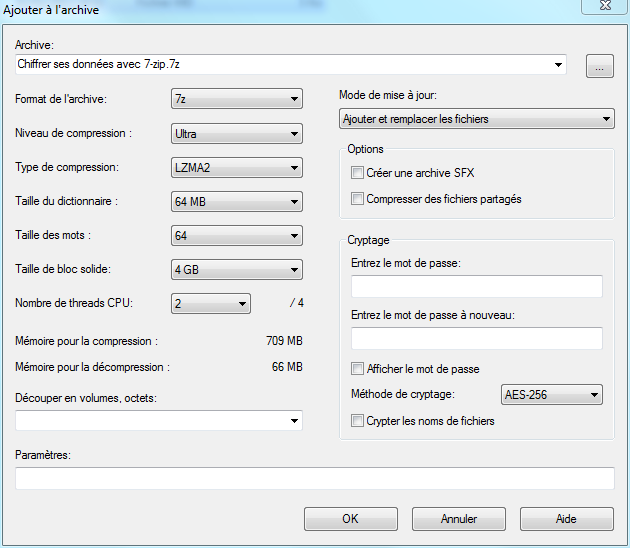 Ajouter à l'archive
Archive:
Chiffrer ses données avec 7-zip.7z
...
Format de l'archive: 7z
Niveau de compression : Ultra
Type de compression: LZMA2
Taille du dictionnaire : 64 MB
Taille des mots : 64
Taille de bloc solide: 4 GB
Nombre de threads CPU: 2 / 4
Mémoire pour la compression : 709 MB
Mémoire pour la décompression : 66 MB
Découper en volumes, octets:
Mode de mise à jour:
Ajouter et remplacer les fichiers
Options
Créer une archive SFX
Compresser des fichiers partagés
Cryptage
Entrez le mot de passe:
Entrez le mot de passe à nouveau:
Afficher le mot de passe
Méthode de cryptage: AES-256
Crypter les noms de fichiers
Paramètres:
OK Annuler Aide